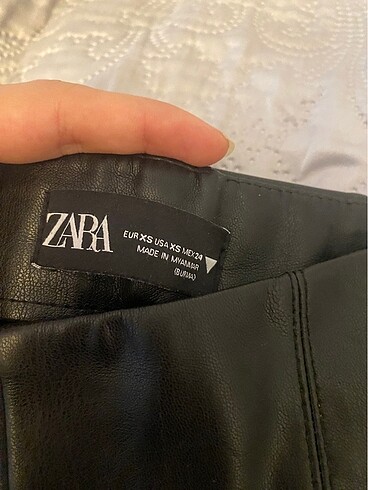 ZARA
EUR XS USA XS MEX 24
MADE IN MYANMAR
(BURMA)